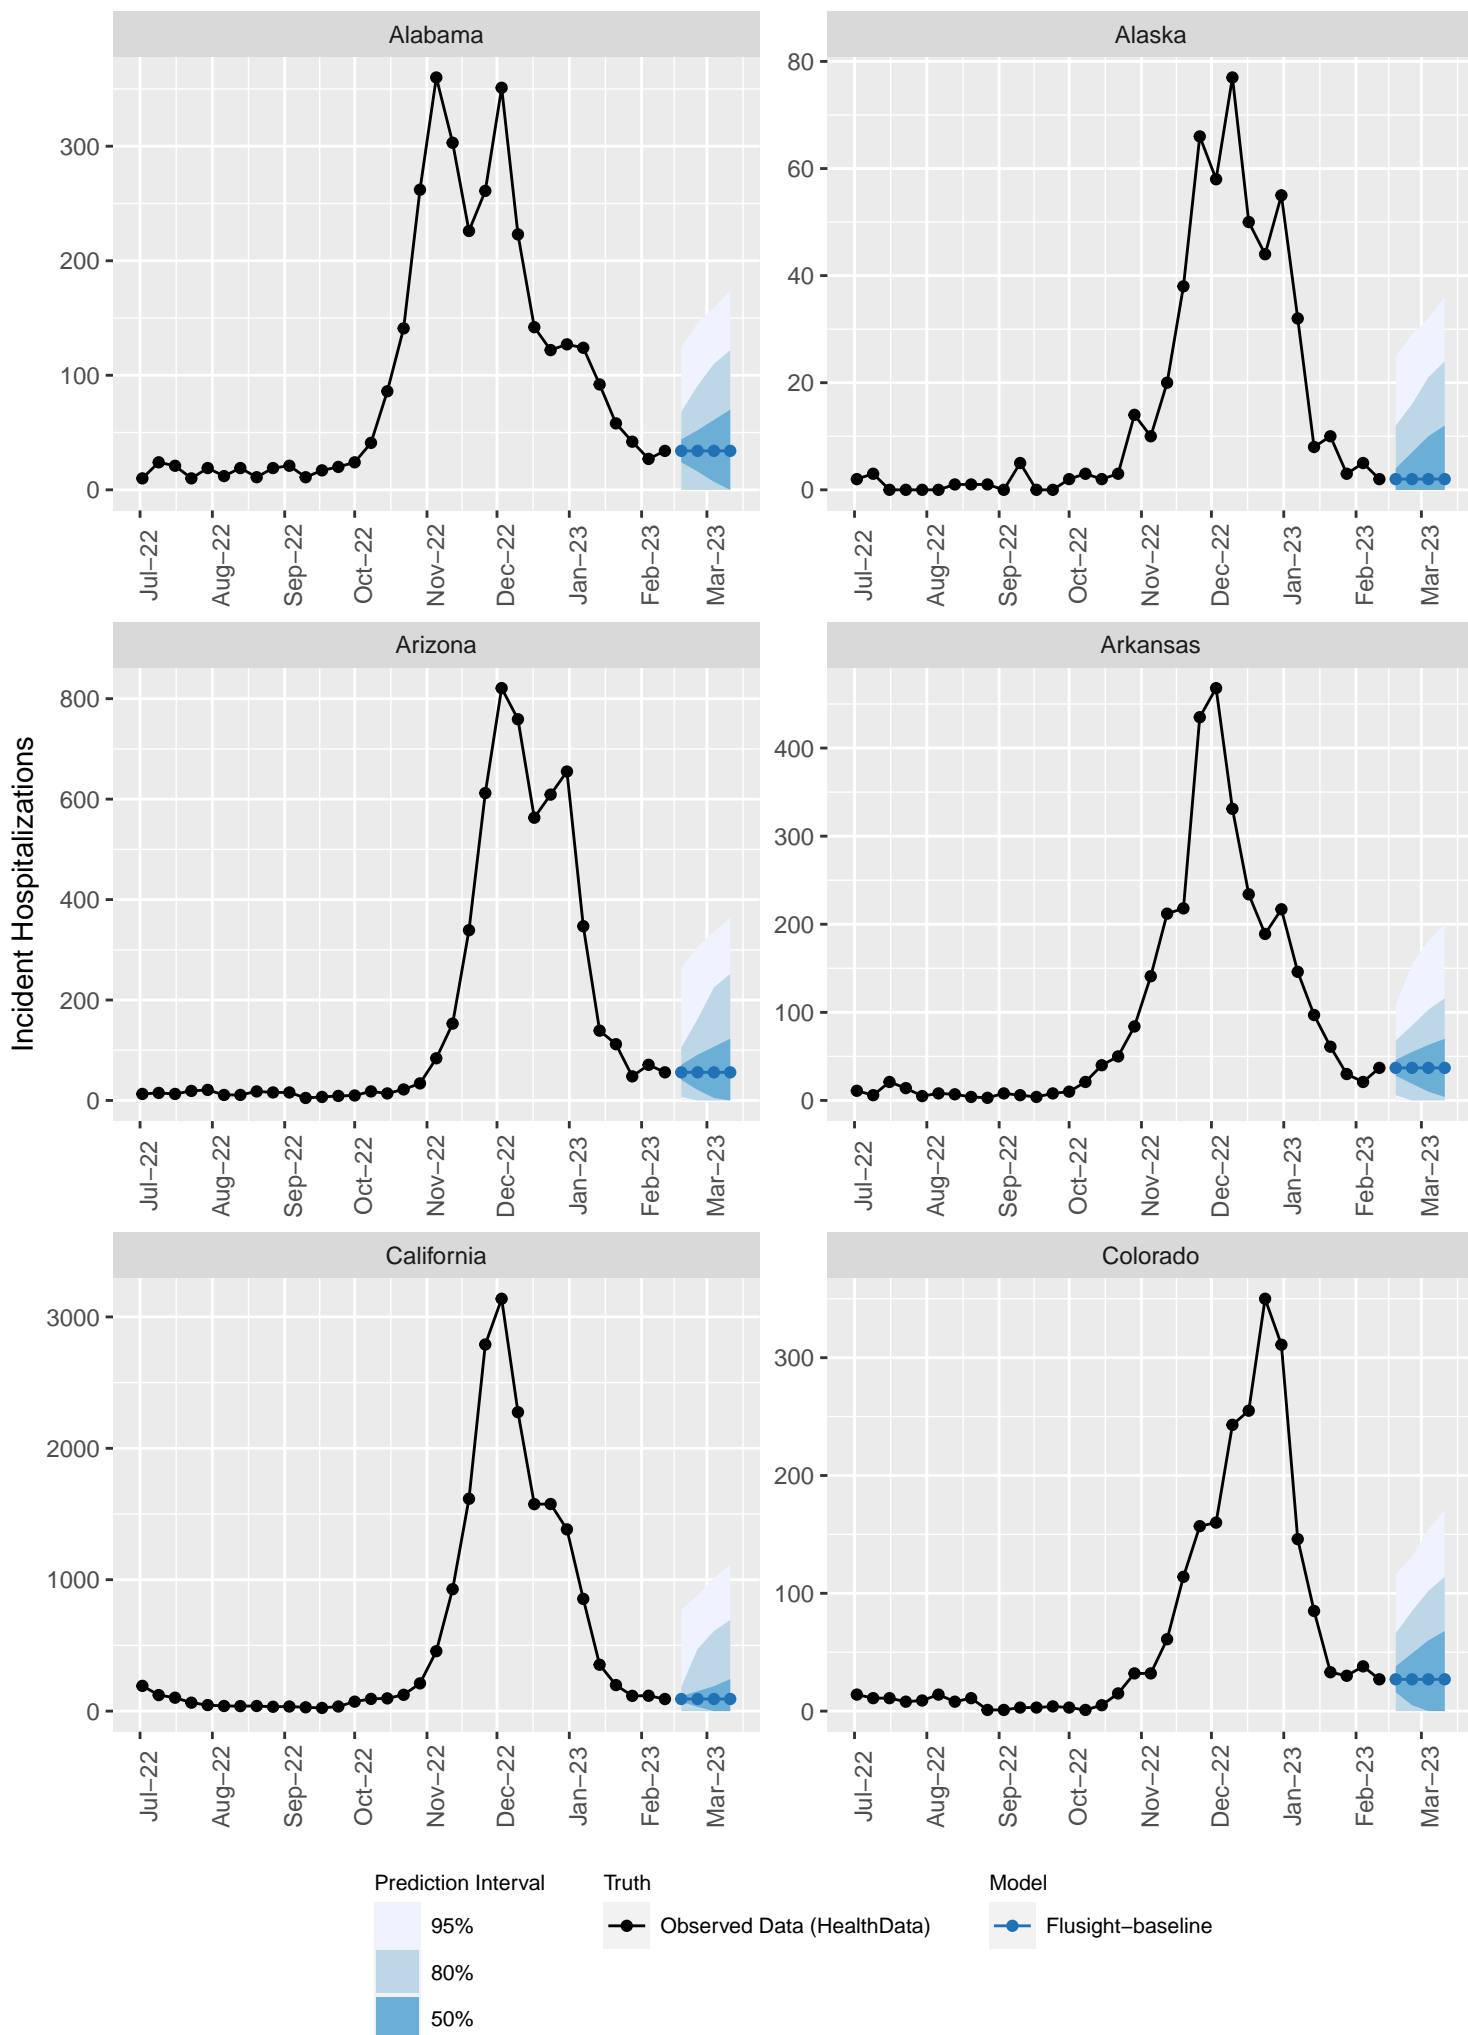 Alabama
Alaska
300
200
100
0
80
60
40
20
0
Jul−22
Aug−22
Sep−22
Oct−22
Nov−22
Dec−22
Jan−23
Feb−23
Mar−23
Jul−22
Aug−22
Sep−22
Oct−22
Nov−22
Dec−22
Jan−23
Feb−23
Mar−23
Incident Hospitalizations
Arizona
Arkansas
800
600
400
200
0
400
300
200
100
0
Jul−22
Aug−22
Sep−22
Oct−22
Nov−22
Dec−22
Jan−23
Feb−23
Mar−23
Jul−22
Aug−22
Sep−22
Oct−22
Nov−22
Dec−22
Jan−23
Feb−23
Mar−23
California
Colorado
3000
2000
1000
0
300
200
100
0
Jul−22
Aug−22
Sep−22
Oct−22
Nov−22
Dec−22
Jan−23
Feb−23
Mar−23
Jul−22
Aug−22
Sep−22
Oct−22
Nov−22
Dec−22
Jan−23
Feb−23
Mar−23
Prediction Interval
95%
80%
50%
Truth
Observed Data (HealthData)
Model
Flusight−baseline